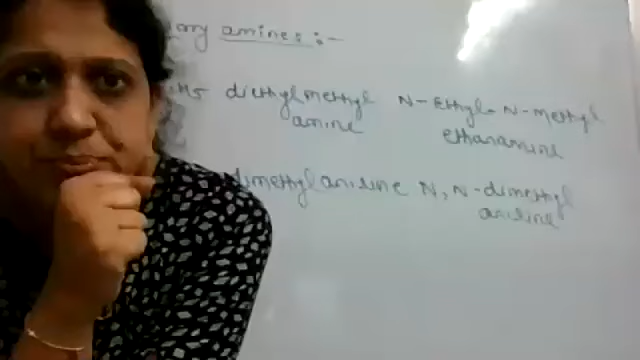 amines :-
diethylmethyl N-Ethyl-N-methyl
amine ethanamine
dimethylaniline N,N-dimethyl
aniline